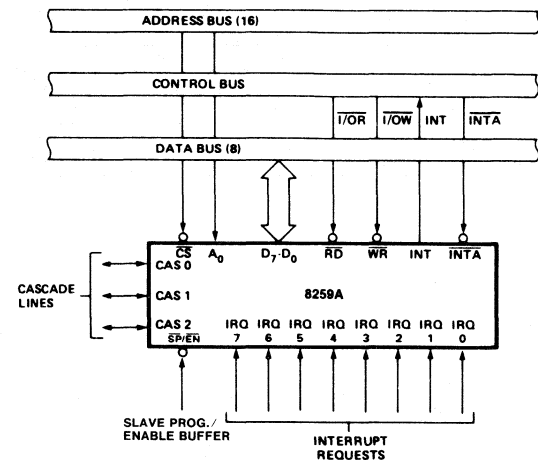 ADDRESS BUS (16)
CONTROL BUS
I/OR I/OW INT INTA
DATA BUS (8)
CS A0 D7-D0 RD WR INT INTA
CAS 0
CASCADE LINES
CAS 1
8259A
CAS 2
IRQ 7 IRQ 6 IRQ 5 IRQ 4 IRQ 3 IRQ 2 IRQ 1 IRQ 0
SP/EN
SLAVE PROG./
ENABLE BUFFER
INTERRUPT
REQUESTS